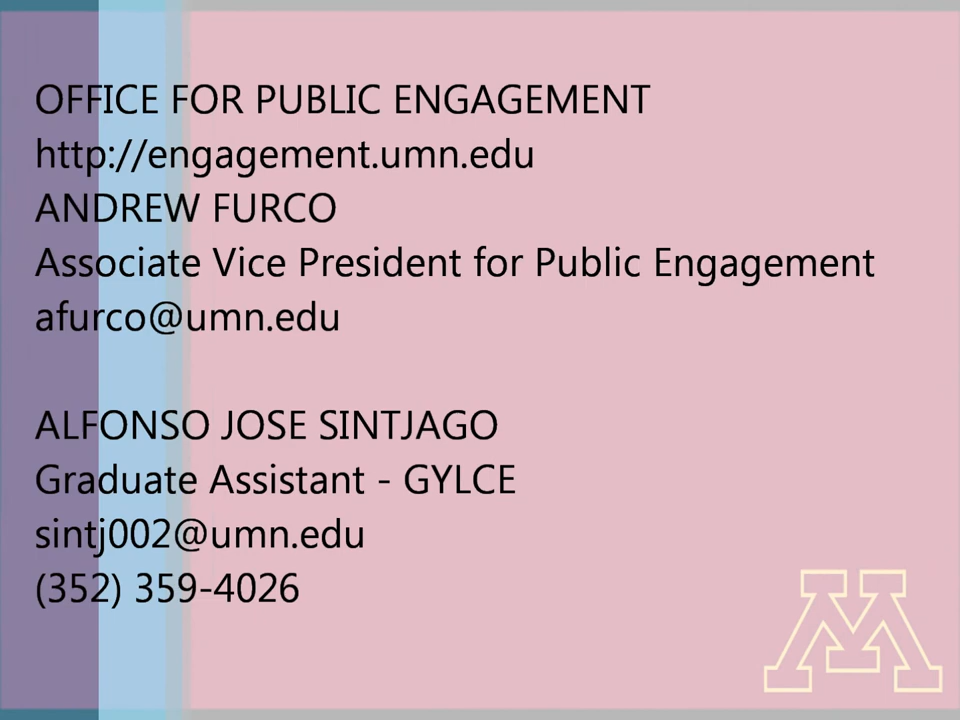 OFFICE FOR PUBLIC ENGAGEMENT
http://engagement.umn.edu
ANDREW FURCO
Associate Vice President for Public Engagement
afurco@umn.edu
ALFONSO JOSE SINTJAGO
Graduate Assistant - GYLCE
sintj002@umn.edu
(352) 359-4026
M